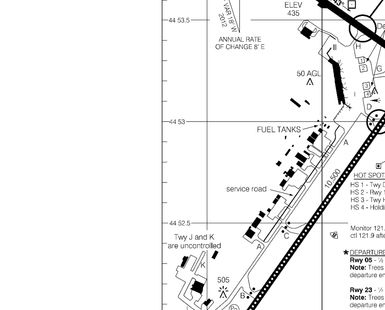 ELEV
435
VAR 18° W
2012
44 53.5
ANNUAL RATE
OF CHANGE 8' E
H
G
50 AGL
I
D
44 53
FUEL TANKS
A
10,500
HOT SPOT
HS 1 - Twy D
HS 2 - Rwy
HS 3 - Twy H
HS 4 - Holdi
service road
44 52.5
C
Monitor 121.
ctl 121.9 afte
Twy J and K
are uncontrolled
A
K
DEPARTURE
Rwy 05 - ½
Note: Trees
departure en
505
J
B
Rwy 23 - ½
Note: Trees
departure en